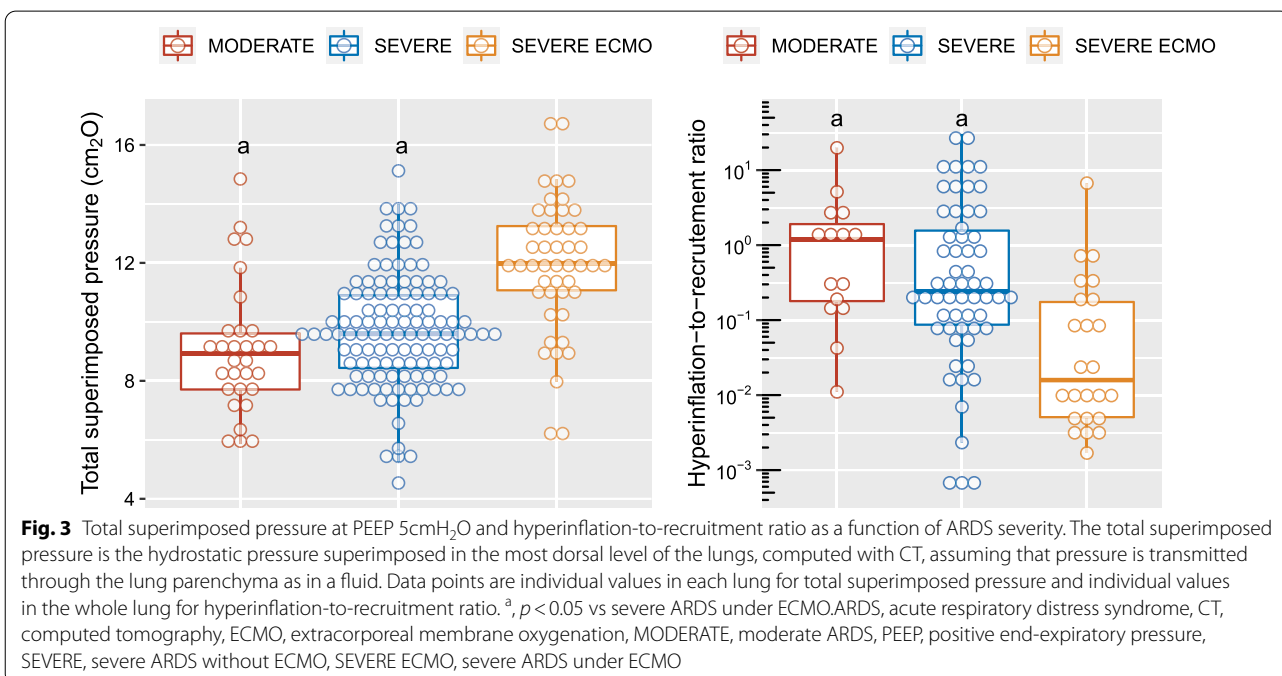 MODERATE SEVERE SEVERE ECMO
Total superimposed pressure (cm₂O)
16
12
8
4
a a
MODERATE SEVERE SEVERE ECMO
Hyperinflation−to−recrutement ratio
10¹
10⁰
10⁻¹
10⁻²
10⁻³
a a
Fig. 3 Total superimposed pressure at PEEP 5cmH₂O and hyperinflation-to-recruitment ratio as a function of ARDS severity. The total superimposed
pressure is the hydrostatic pressure superimposed in the most dorsal level of the lungs, computed with CT, assuming that pressure is transmitted
through the lung parenchyma as in a fluid. Data points are individual values in each lung for total superimposed pressure and individual values
in the whole lung for hyperinflation-to-recruitment ratio. ᵃ, p < 0.05 vs severe ARDS under ECMO.ARDS, acute respiratory distress syndrome, CT,
computed tomography, ECMO, extracorporeal membrane oxygenation, MODERATE, moderate ARDS, PEEP, positive end-expiratory pressure,
SEVERE, severe ARDS without ECMO, SEVERE ECMO, severe ARDS under ECMO